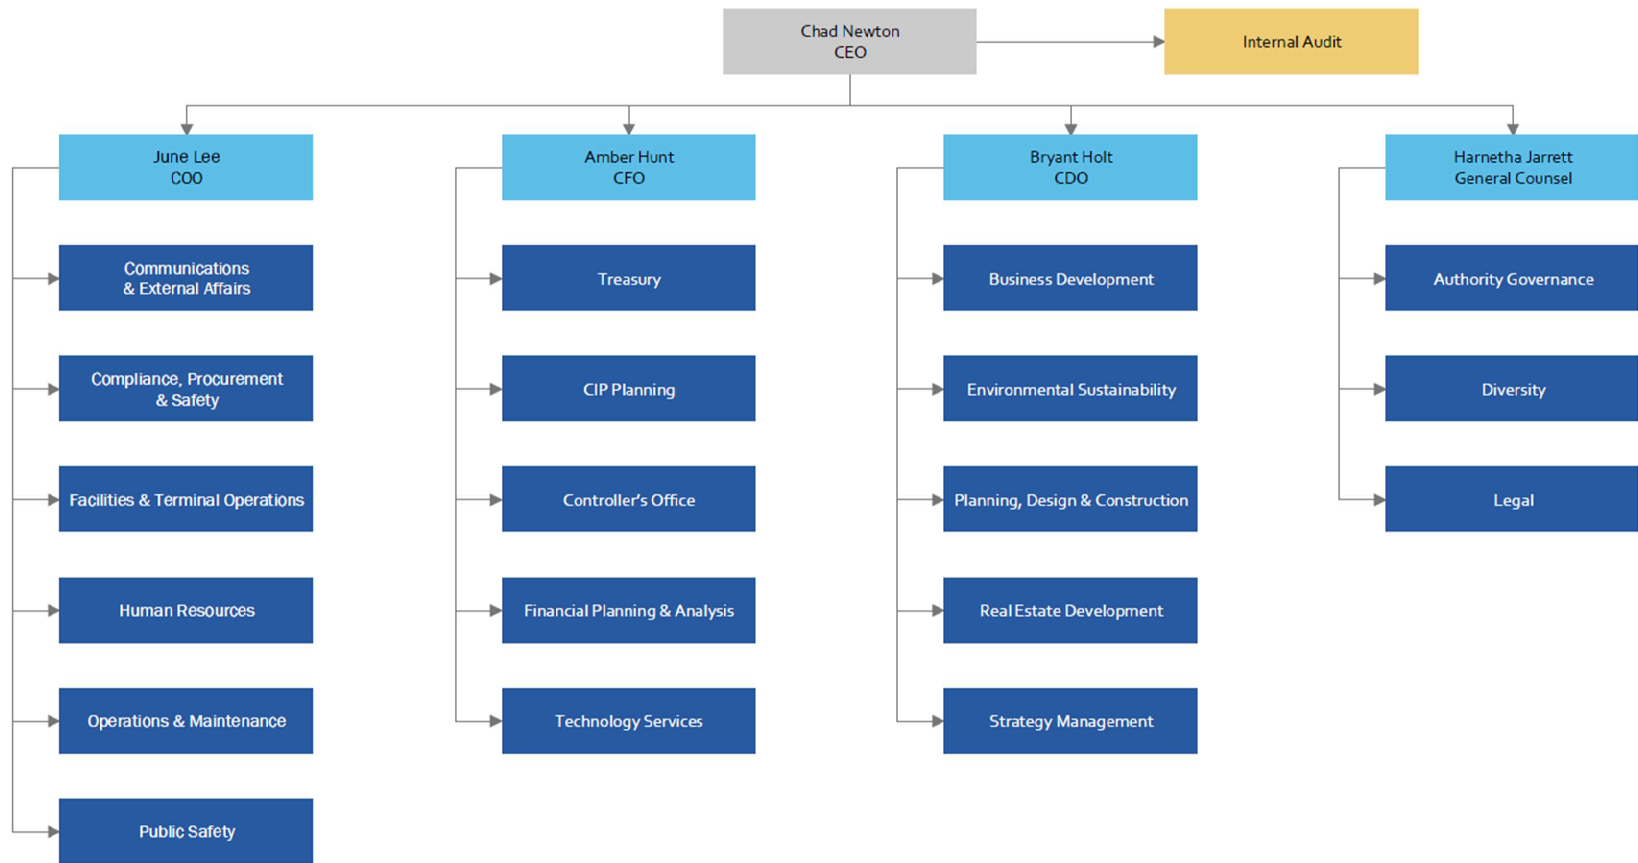 Chad Newton
CEO
Internal Audit
June Lee
COO
Amber Hunt
CFO
Bryant Holt
CDO
Harnetha Jarrett
General Counsel
Communications
& External Affairs
Treasury
Business Development
Authority Governance
Compliance, Procurement
& Safety
CIP Planning
Environmental Sustainability
Diversity
Facilities & Terminal Operations
Controller’s Office
Planning, Design & Construction
Legal
Human Resources
Financial Planning & Analysis
Real Estate Development
Operations & Maintenance
Technology Services
Strategy Management
Public Safety